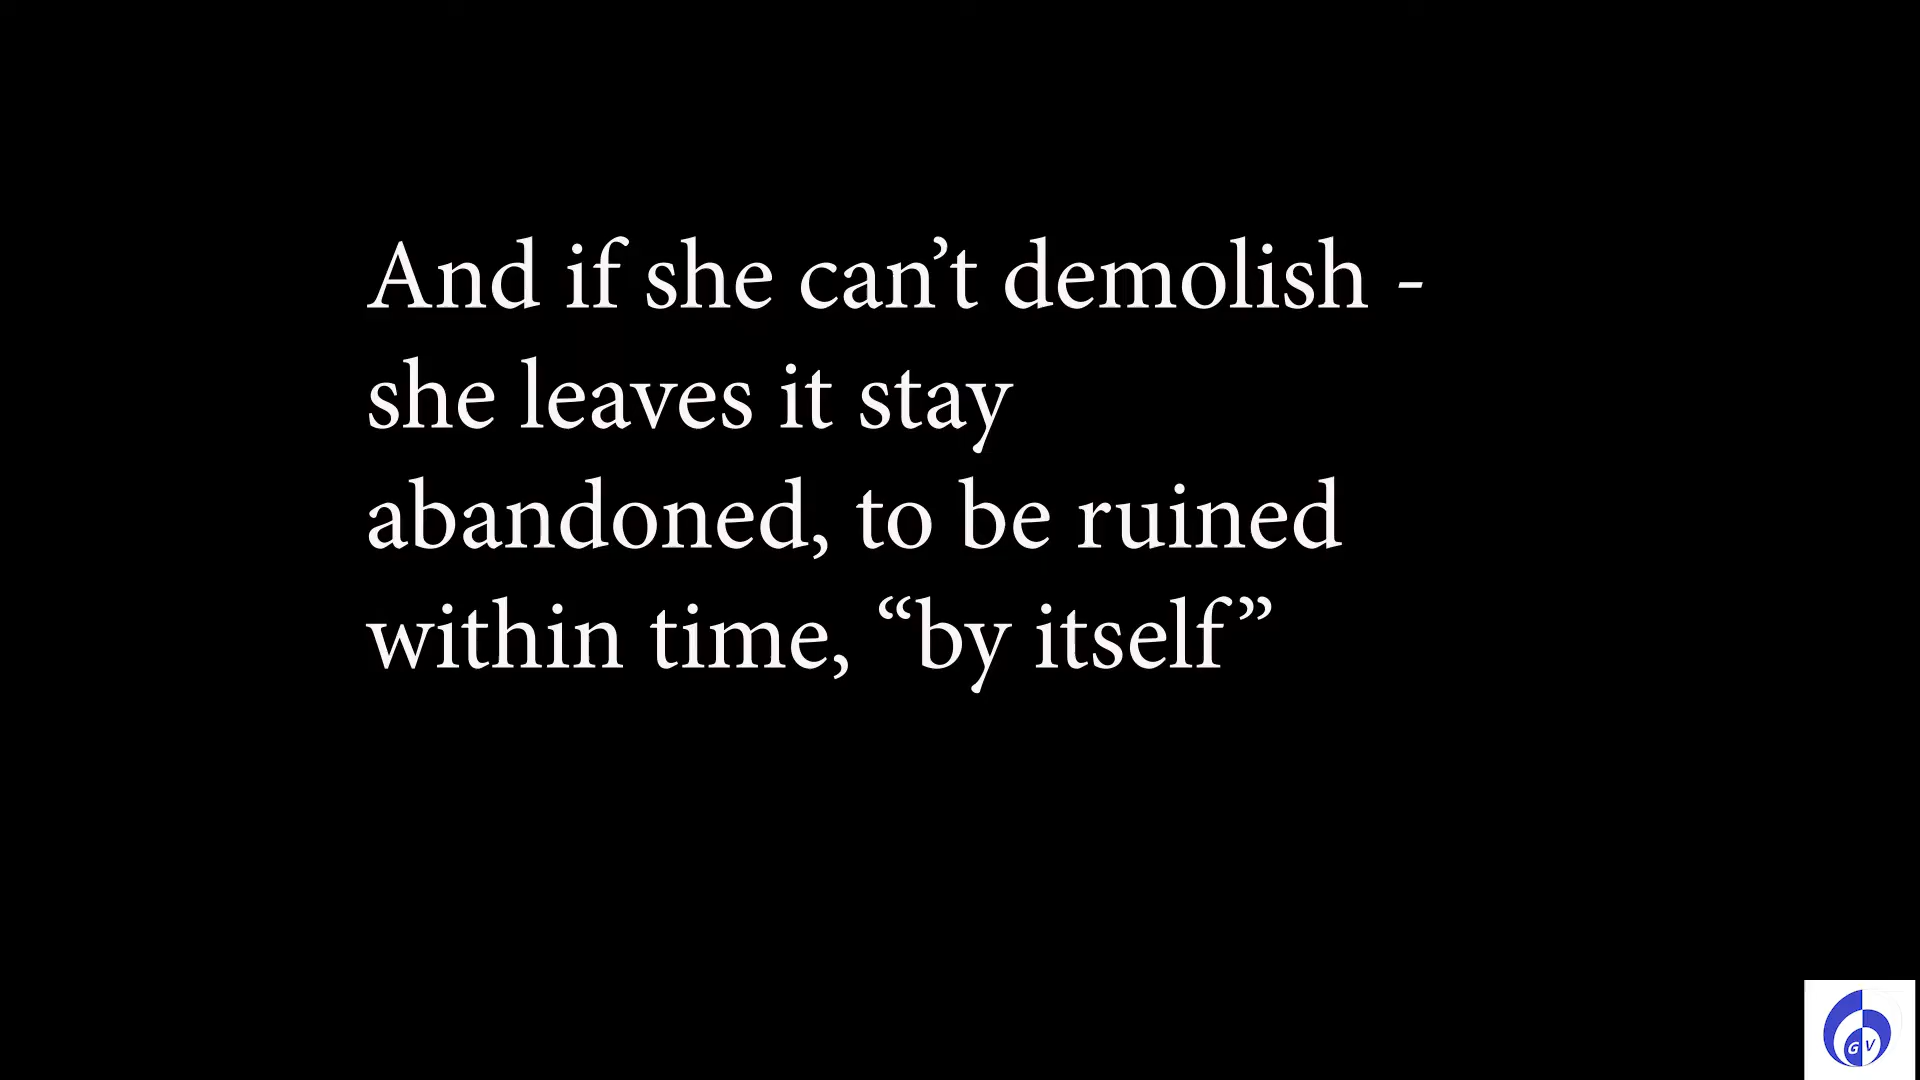 And if she can’t demolish -
she leaves it stay
abandoned, to be ruined
within time, “by itself”
G V